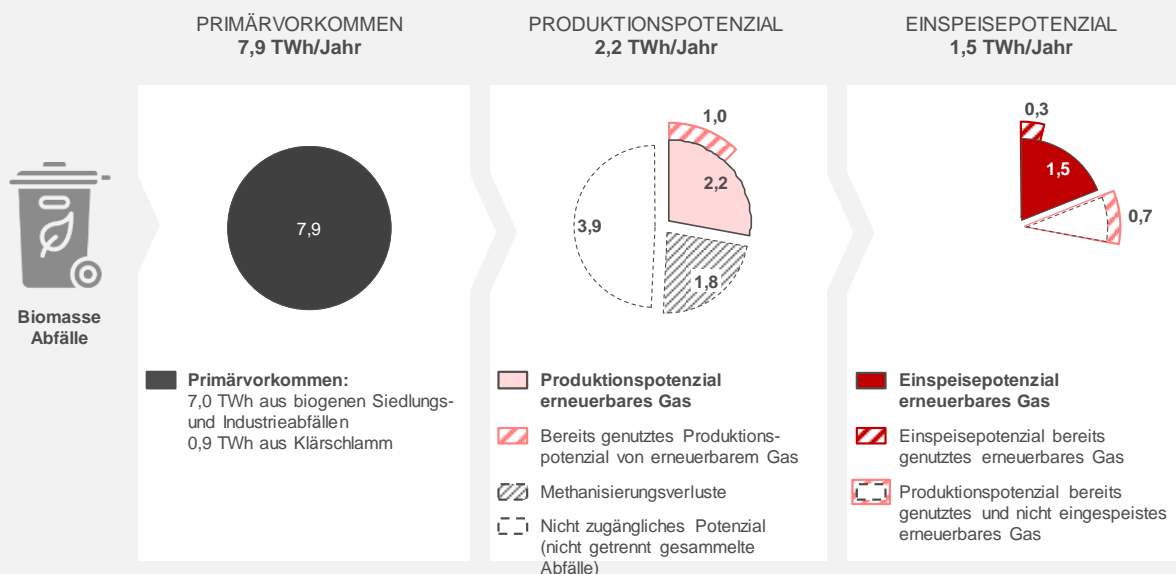 PRIMÄRVORKOMMEN
7,9 TWh/Jahr
PRODUKTIONSPOTENZIAL
2,2 TWh/Jahr
EINSPEISEPOTENZIAL
1,5 TWh/Jahr
Biomasse
Abfälle
7,9
Primärvorkommen:
7,0 TWh aus biogenen Siedlungs-
und Industrieabfällen
0,9 TWh aus Klärschlamm
1,0
2,2
3,9
1,8
Produktionspotenzial
erneuerbares Gas
Bereits genutztes Produktions-
potenzial von erneuerbarem Gas
Methanisierungsverluste
Nicht zugängliches Potenzial
(nicht getrennt gesammelte
Abfälle)
0,3
1,5
0,7
Einspeisepotenzial
erneuerbares Gas
Einspeisepotenzial bereits
genutztes erneuerbares Gas
Produktionspotenzial bereits
genutztes und nicht eingespeistes
erneuerbares Gas